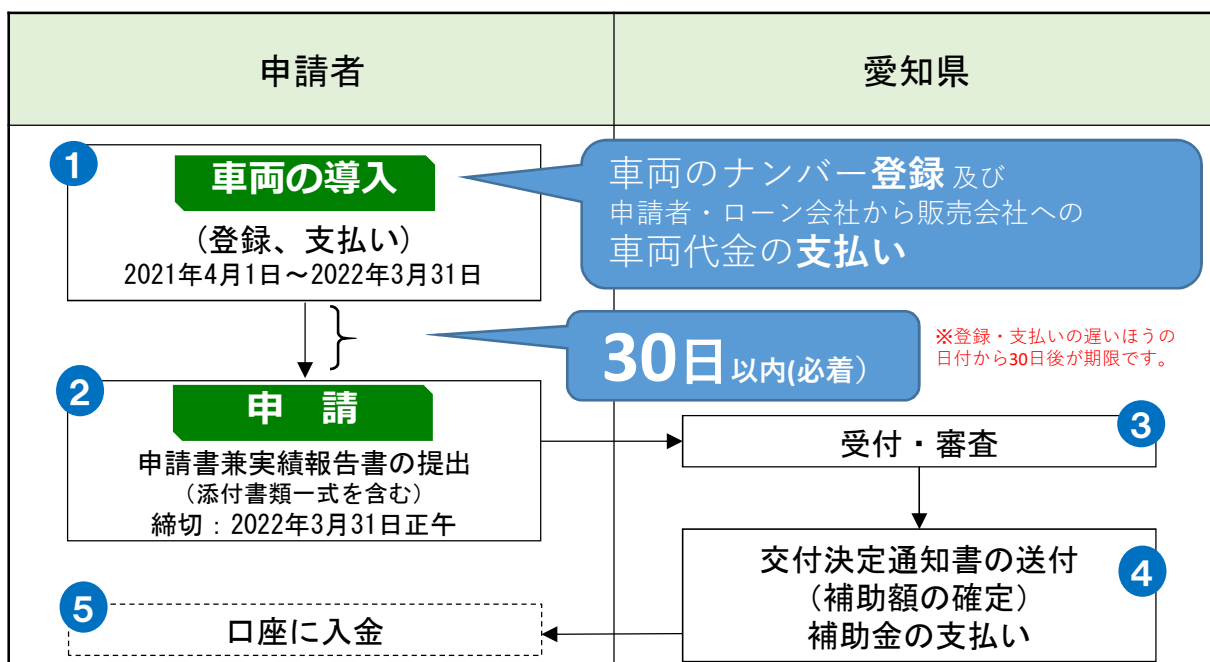 申請者
愛知県
1
車両の導入
(登録、支払い)
2021年4月1日～2022年3月31日
車両のナンバー登録 及び
申請者・ローン会社から販売会社への
車両代金の支払い
30日以内(必着）
※登録・支払いの遅いほうの
日付から30日後が期限です。
2
申　請
申請書兼実績報告書の提出
（添付書類一式を含む）
締切：2022年3月31日正午
3
受付・審査
4
交付決定通知書の送付
（補助額の確定）
補助金の支払い
5
口座に入金